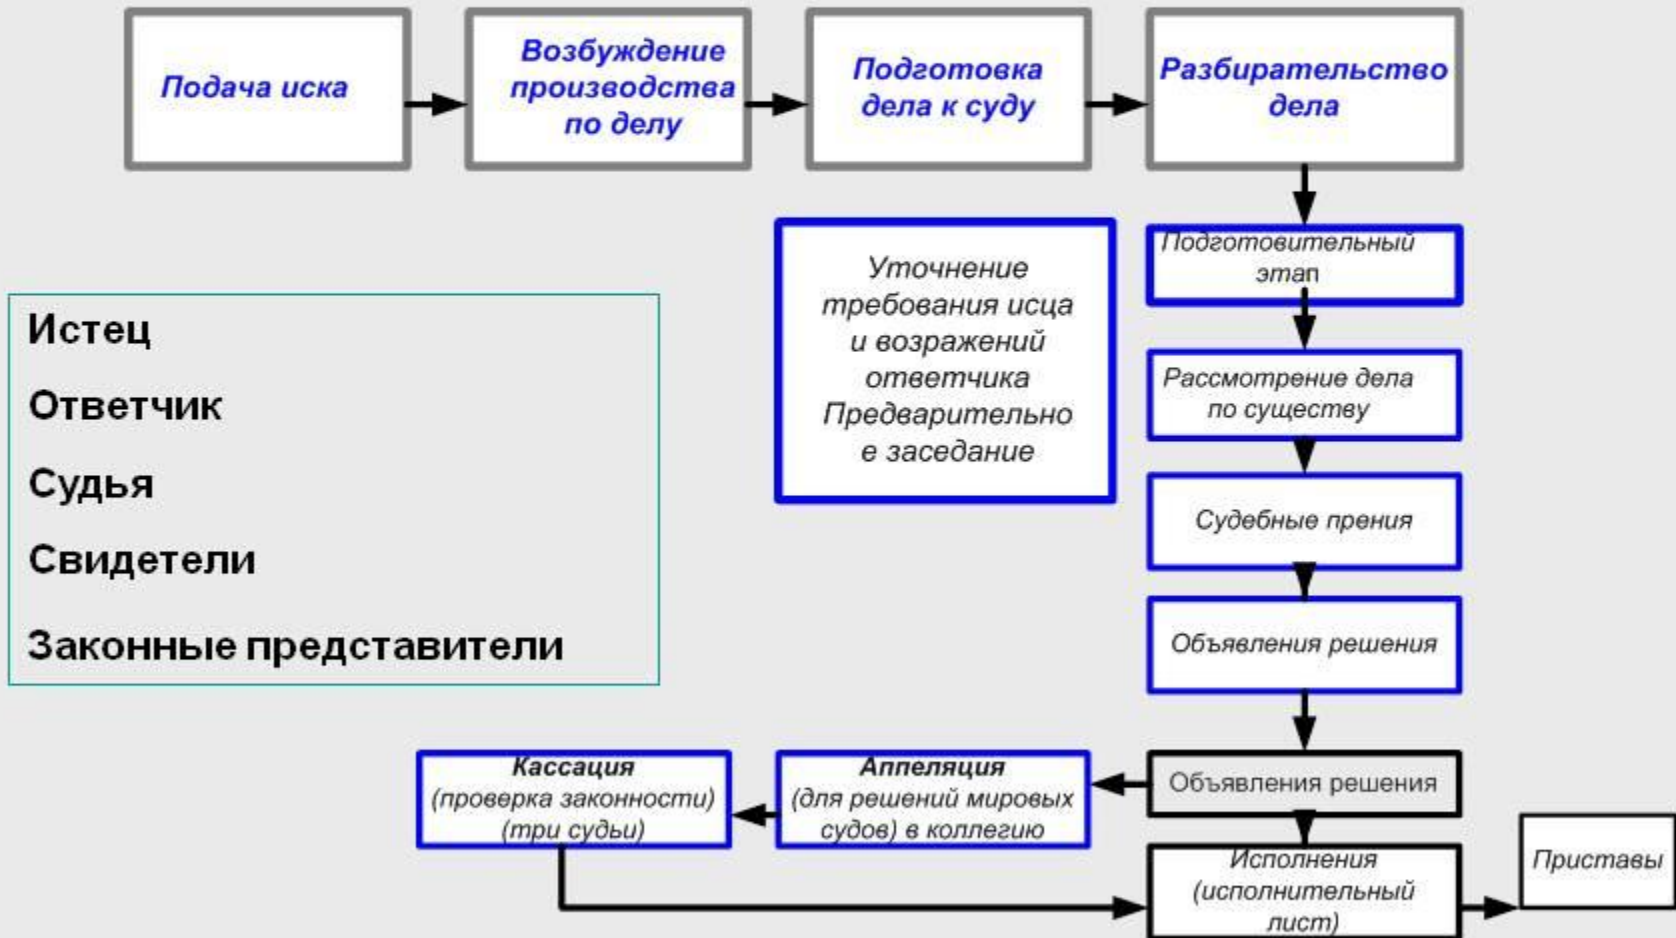 Подача иска
Возбуждение
производства
по делу
Подготовка
дела к суду
Разбирательство
дела
Уточнение
требования исца
и возражений
ответчика
Предварительно
е заседание
Подготовительный
этап
Рассмотрение дела
по существу
Судебные прения
Объявления решения
Истец
Ответчик
Судья
Свидетели
Законные представители
Кассация
(проверка законности)
(три судьи)
Аппеляция
(для решений мировых
судов) в коллегию
Объявления решения
Исполнения
(исполнительный
лист)
Приставы